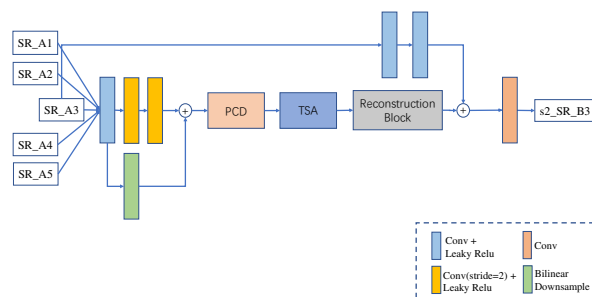 SR_A1
SR_A2
SR_A3
SR_A4
SR_A5
PCD
TSA
Reconstruction
Block
s2_SR_B3
Conv +
Leaky Relu
Conv
Conv(stride=2) +
Leaky Relu
Bilinear
Downsample